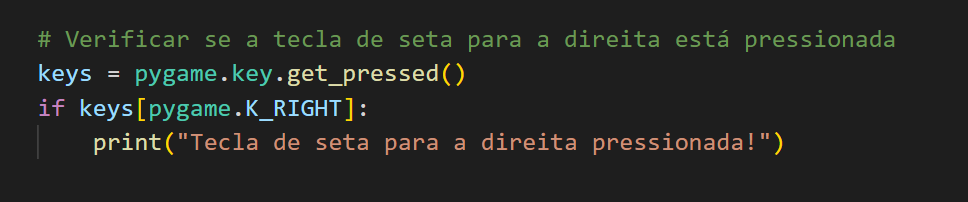 # Verificar se a tecla de seta para a direita está pressionada
keys = pygame.key.get_pressed()
if keys[pygame.K_RIGHT]:
    print("Tecla de seta para a direita pressionada!")